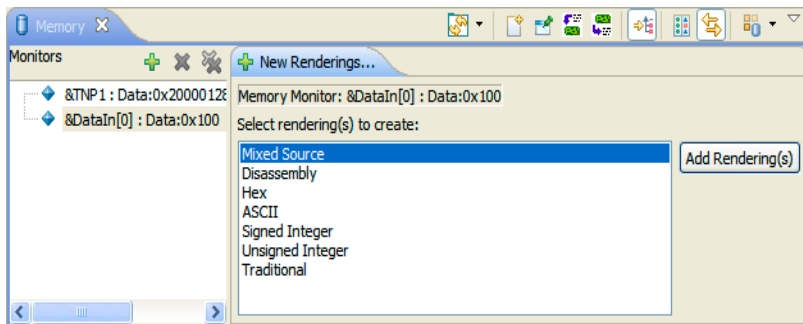 Memory
Monitors
&TNP1 : Data:0x20000128
&DataIn[0] : Data:0x100
New Renderings...
Memory Monitor: &DataIn[0] : Data:0x100
Select rendering(s) to create:
Mixed Source
Disassembly
Hex
ASCII
Signed Integer
Unsigned Integer
Traditional
Add Rendering(s)